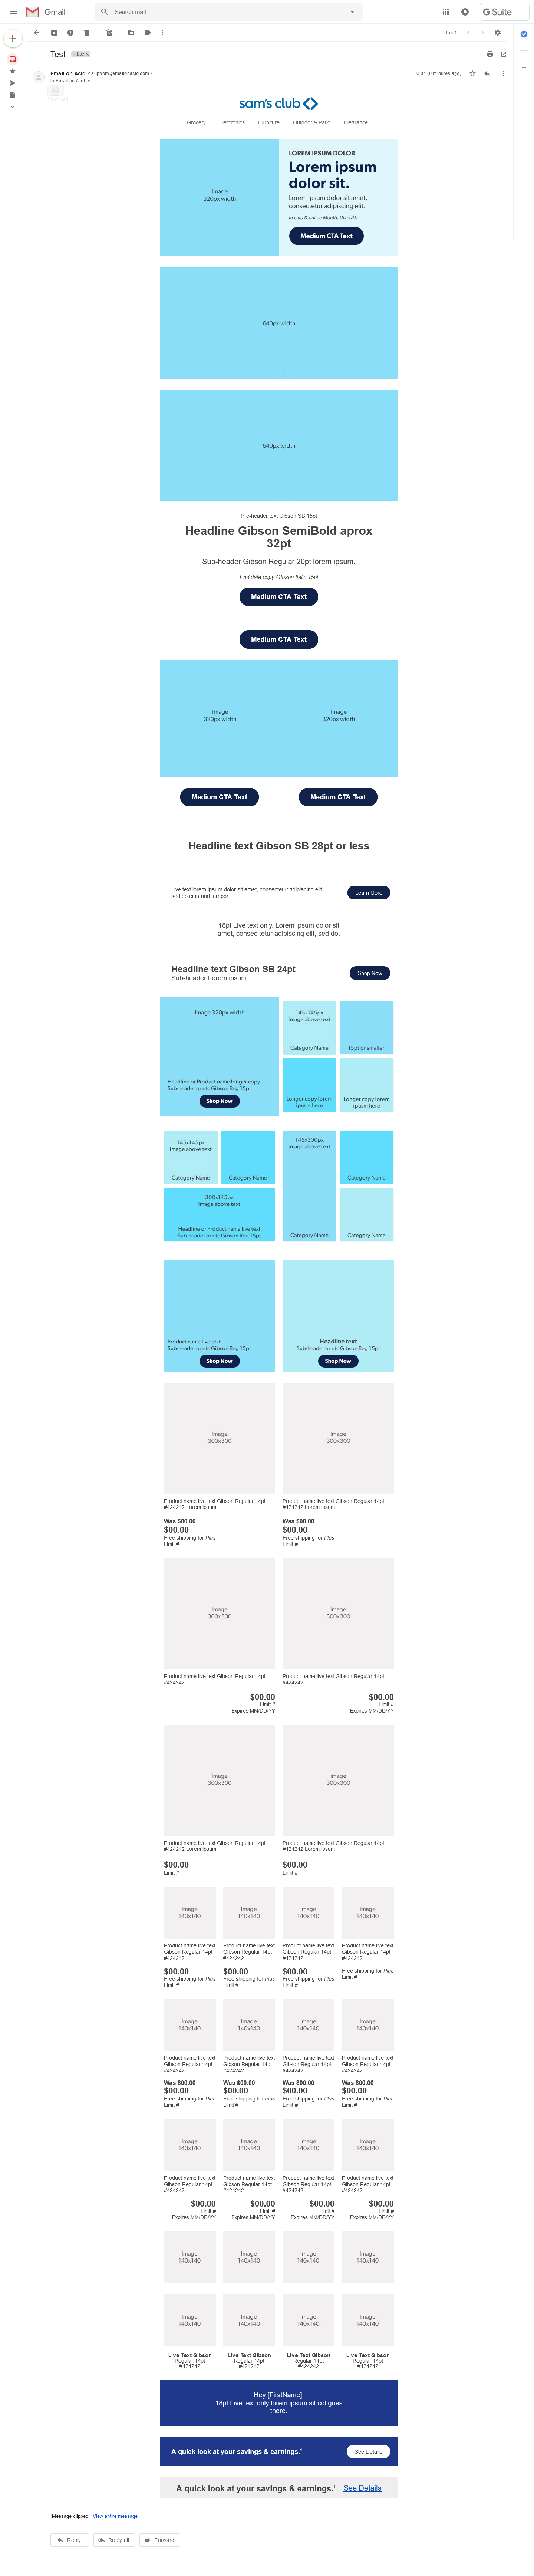 Gmail
Search mail
G Suite
1 of 1
Test
Inbox x
Email on Acid <support@emailonacid.com>
03:01 (0 minutes ago)
to Email on Acid
sam's club
Grocery Electronics Furniture Outdoor & Patio Clearance
Image
320px width
LOREM IPSUM DOLOR
Lorem ipsum
dolor sit.
Lorem ipsum dolor sit amet,
consectetur adipiscing elit.
In club & online Month, DD–DD.
Medium CTA Text
640px width
640px width
Pre-header text Gibson SB 15pt
Headline Gibson SemiBold aprox
32pt
Sub-header Gibson Regular 20pt lorem ipsum.
End date copy Gibson Italic 15pt
Medium CTA Text
Medium CTA Text
Image Image
320px width 320px width
Medium CTA Text Medium CTA Text
Headline text Gibson SB 28pt or less
Live text lorem ipsum dolor sit amet, consectetur adipiscing elit,
sed do eiusmod tempor
Learn More
18pt Live text only. Lorem ipsum dolor sit
amet, consec tetur adipiscing elit, sed do.
Headline text Gibson SB 24pt
Sub-header Lorem ipsum
Shop Now
Image 320px width
Headline or Product name longer copy
Sub-header or etc Gibson Reg 15pt
Shop Now
145x145px
image above text
Category Name
15pt or smaller
Longer copy lorem
ipusm here
Longer copy lorem
ipusm here
145x145px
image above text
Category Name
Category Name
300x145px
image above text
Headline or Product name live text
Sub-header or etc Gibson Reg 15pt
145x300px
image above text
Category Name
Category Name
Category Name
Product name live text
Sub-header or etc Gibson Reg 15pt
Shop Now
Headline text
Sub-header or etc Gibson Reg 15pt
Shop Now
Image Image
300x300 300x300
Product name live text Gibson Regular 14pt Product name live text Gibson Regular 14pt
#424242 Lorem ipsum #424242 Lorem ipsum
Was $00.00 Was $00.00
$00.00 $00.00
Free shipping for Plus Free shipping for Plus
Limit # Limit #
Image Image
300x300 300x300
Product name live text Gibson Regular 14pt Product name live text Gibson Regular 14pt
#424242 #424242
$00.00 $00.00
Limit # Limit #
Expires MM/DD/YY Expires MM/DD/YY
Image Image
300x300 300x300
Product name live text Gibson Regular 14pt Product name live text Gibson Regular 14pt
#424242 Lorem ipsum #424242 Lorem ipsum
$00.00 $00.00
Limit # Limit #
Image Image Image Image
140x140 140x140 140x140 140x140
Product name live text Product name live text Product name live text Product name live text
Gibson Regular 14pt Gibson Regular 14pt Gibson Regular 14pt Gibson Regular 14pt
#424242 #424242 #424242 #424242
$00.00 $00.00 $00.00 Free shipping for Plus
Free shipping for Plus Free shipping for Plus Free shipping for Plus Limit #
Limit # Limit # Limit #
Image Image Image Image
140x140 140x140 140x140 140x140
Product name live text Product name live text Product name live text Product name live text
Gibson Regular 14pt Gibson Regular 14pt Gibson Regular 14pt Gibson Regular 14pt
#424242 #424242 #424242 #424242
Was $00.00 Was $00.00 Was $00.00 Was $00.00
$00.00 $00.00 $00.00 $00.00
Free shipping for Plus Free shipping for Plus Free shipping for Plus Free shipping for Plus
Limit # Limit # Limit # Limit #
Image Image Image Image
140x140 140x140 140x140 140x140
Product name live text Product name live text Product name live text Product name live text
Gibson Regular 14pt Gibson Regular 14pt Gibson Regular 14pt Gibson Regular 14pt
#424242 #424242 #424242 #424242
$00.00 $00.00 $00.00 $00.00
Limit # Limit # Limit # Limit #
Expires MM/DD/YY Expires MM/DD/YY Expires MM/DD/YY Expires MM/DD/YY
Image Image Image Image
140x140 140x140 140x140 140x140
Image Image Image Image
140x140 140x140 140x140 140x140
Live Text Gibson Live Text Gibson Live Text Gibson Live Text Gibson
Regular 14pt Regular 14pt Regular 14pt Regular 14pt
#424242 #424242 #424242 #424242
Hey [FirstName],
18pt Live text only lorem ipsum sit col goes
there.
A quick look at your savings & earnings.¹ See Details
A quick look at your savings & earnings.¹ See Details
...
[Message clipped] View entire message
Reply Reply all Forward